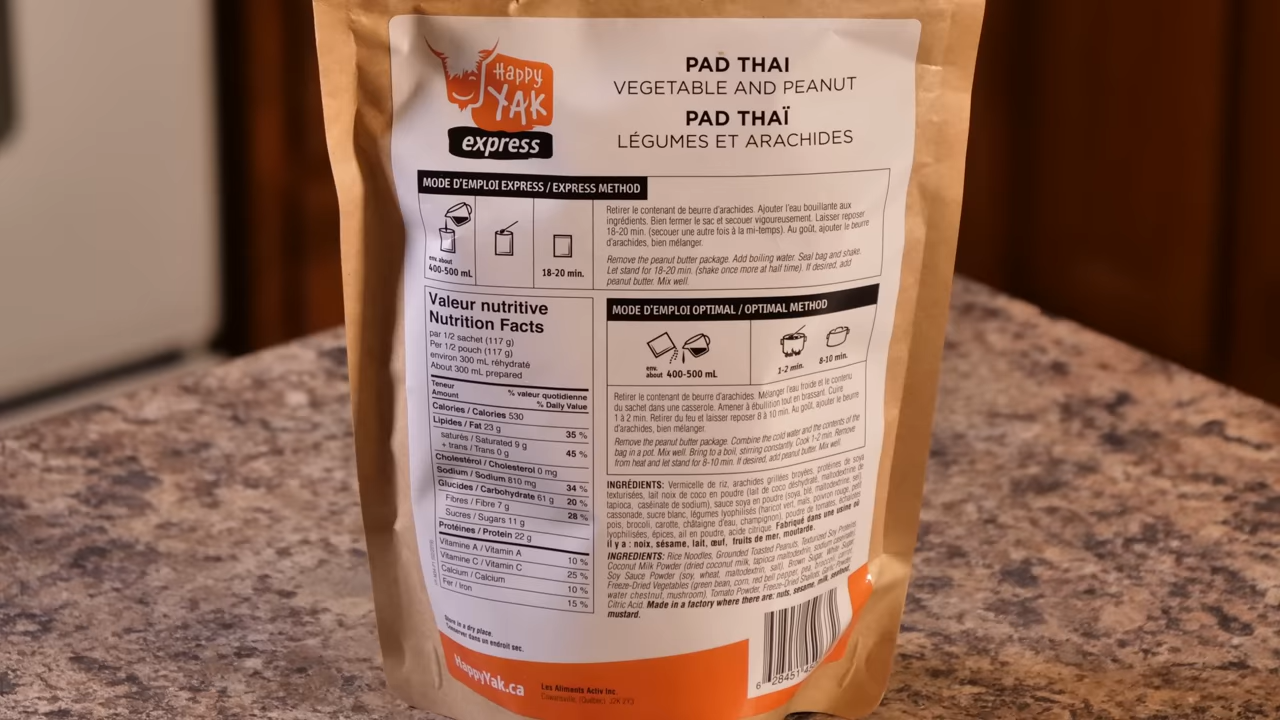 Happy
YAK
express
PAD THAI
VEGETABLE AND PEANUT
PAD THAÏ
LÉGUMES ET ARACHIDES
MODE D'EMPLOI EXPRESS / EXPRESS METHOD
env. about
400-500 mL
18-20 min.
Retirer le contenant de beurre d'arachides. Ajouter l'eau bouillante aux
ingrédients. Bien fermer le sac et secouer vigoureusement. Laisser reposer
18-20 min. (secouer une autre fois à la mi-temps). Au goût, ajouter le beurre
d'arachides, bien mélanger.
Remove the peanut butter package. Add boiling water. Seal bag and shake.
Let stand for 18-20 min. (shake once more at half time). If desired, add
peanut butter. Mix well.
Valeur nutritive
Nutrition Facts
par 1/2 sachet (117 g)
Per 1/2 pouch (117 g)
environ 300 mL réhydraté
About 300 mL prepared
Teneur
Amount
% valeur quotidienne
% Daily Value
Calories / Calories 530
Lipides / Fat 23 g 35 %
saturés / Saturated 9 g
+ trans / Trans 0 g 45 %
Cholestérol / Cholesterol 0 mg
Sodium / Sodium 810 mg 34 %
Glucides / Carbohydrate 61 g 20 %
Fibres / Fibre 7 g 28 %
Sucres / Sugars 11 g
Protéines / Protein 22 g
Vitamine A / Vitamin A 10 %
Vitamine C / Vitamin C 25 %
Calcium / Calcium 10 %
Fer / Iron 15 %
Store in a dry place.
Conserver dans un endroit sec.
MODE D'EMPLOI OPTIMAL / OPTIMAL METHOD
env.
about 400-500 mL
1-2 min.
8-10 min.
Retirer le contenant de beurre d'arachides. Mélanger l'eau froide et le contenu
du sachet dans une casserole. Amener à ébullition tout en brassant. Cuire
1 à 2 min. Retirer du feu et laisser reposer 8 à 10 min. Au goût, ajouter le beurre
d'arachides, bien mélanger.
Remove the peanut butter package. Combine the cold water and the contents of the
bag in a pot. Mix well. Bring to a boil, stirring constantly. Cook 1-2 min. Remove
from heat and let stand for 8-10 min. If desired, add peanut butter. Mix well.
INGRÉDIENTS: Vermicelle de riz, arachides grillées broyées, protéines de soya
texturisées, lait noix de coco en poudre (lait de coco déshydraté, maltodextrine de
tapioca, caséinate de sodium), sauce soya en poudre (soya, blé, maltodextrine, sel),
cassonade, sucre blanc, légumes lyophilisés (haricot vert, maïs, poivron rouge, petit
pois, brocoli, carotte, châtaigne d'eau, champignon), poudre de tomates, échalotes
lyophilisées, épices, ail en poudre, acide citrique. Fabriqué dans une usine où
il y a : noix, sésame, lait, œuf, fruits de mer, moutarde.
INGREDIENTS: Rice Noodles, Grounded Toasted Peanuts, Texturized Soy Proteins,
Coconut Milk Powder (dried coconut milk, tapioca maltodextrin, sodium caseinate),
Soy Sauce Powder (soy, wheat, maltodextrin, salt), Brown Sugar, White Sugar,
Freeze-Dried Vegetables (green bean, corn, red bell pepper, pea, broccoli, carrot,
water chestnut, mushroom), Tomato Powder, Freeze-Dried Shallots, Garlic Powder,
Citric Acid. Made in a factory where there are: nuts, sesame, milk, seafood,
mustard.
6 28451
HappyYak.ca
Les Aliments Activ Inc.
Cowansville, (Québec)